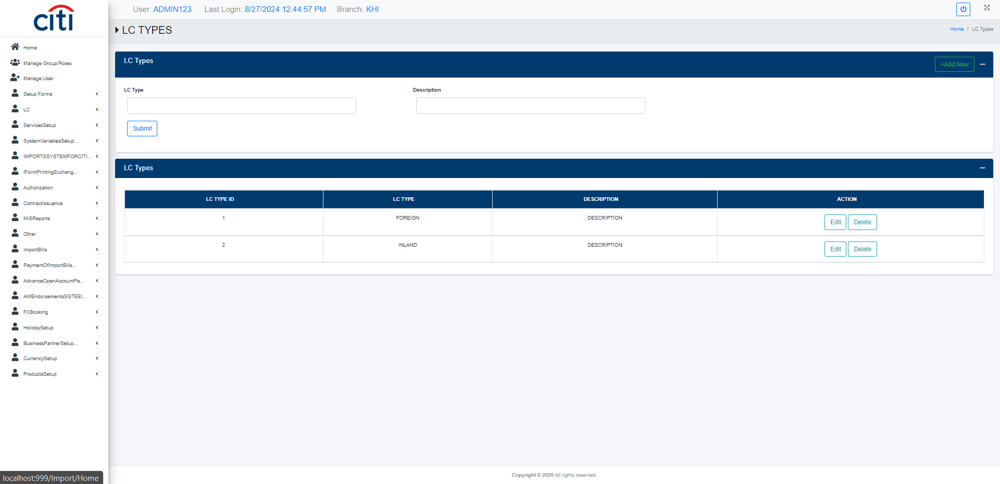 citi
User: ADMIN123 Last Login: 8/27/2024 12:44:57 PM Branch: KHI
LC TYPES
Home / LC Types
Home
Manage Group/Roles
Manage User
Setup Forms
LC
ServicesSetup
SystemVariablesSetup...
IMPORTSSYSTEMFORCITI...
IFormPrintingExchang...
Authorization
ContractIssuance
MISReports
Other
ImportBills
PaymentOfImportBills...
AdvanceOpenAccountPa...
AWEndorsementsSGTEEI...
FXBooking
HolidaySetup
BusinessPartnerSetup...
CurrencySetup
ProductsSetup
LC Types
+Add New
LC Type Description
Submit
LC Types
LC TYPE ID LC TYPE DESCRIPTION ACTION
1 FOREIGN DESCRIPTION Edit Delete
2 INLAND DESCRIPTION Edit Delete
Copyright © 2020 All rights reserved.
localhost:999/Import/Home